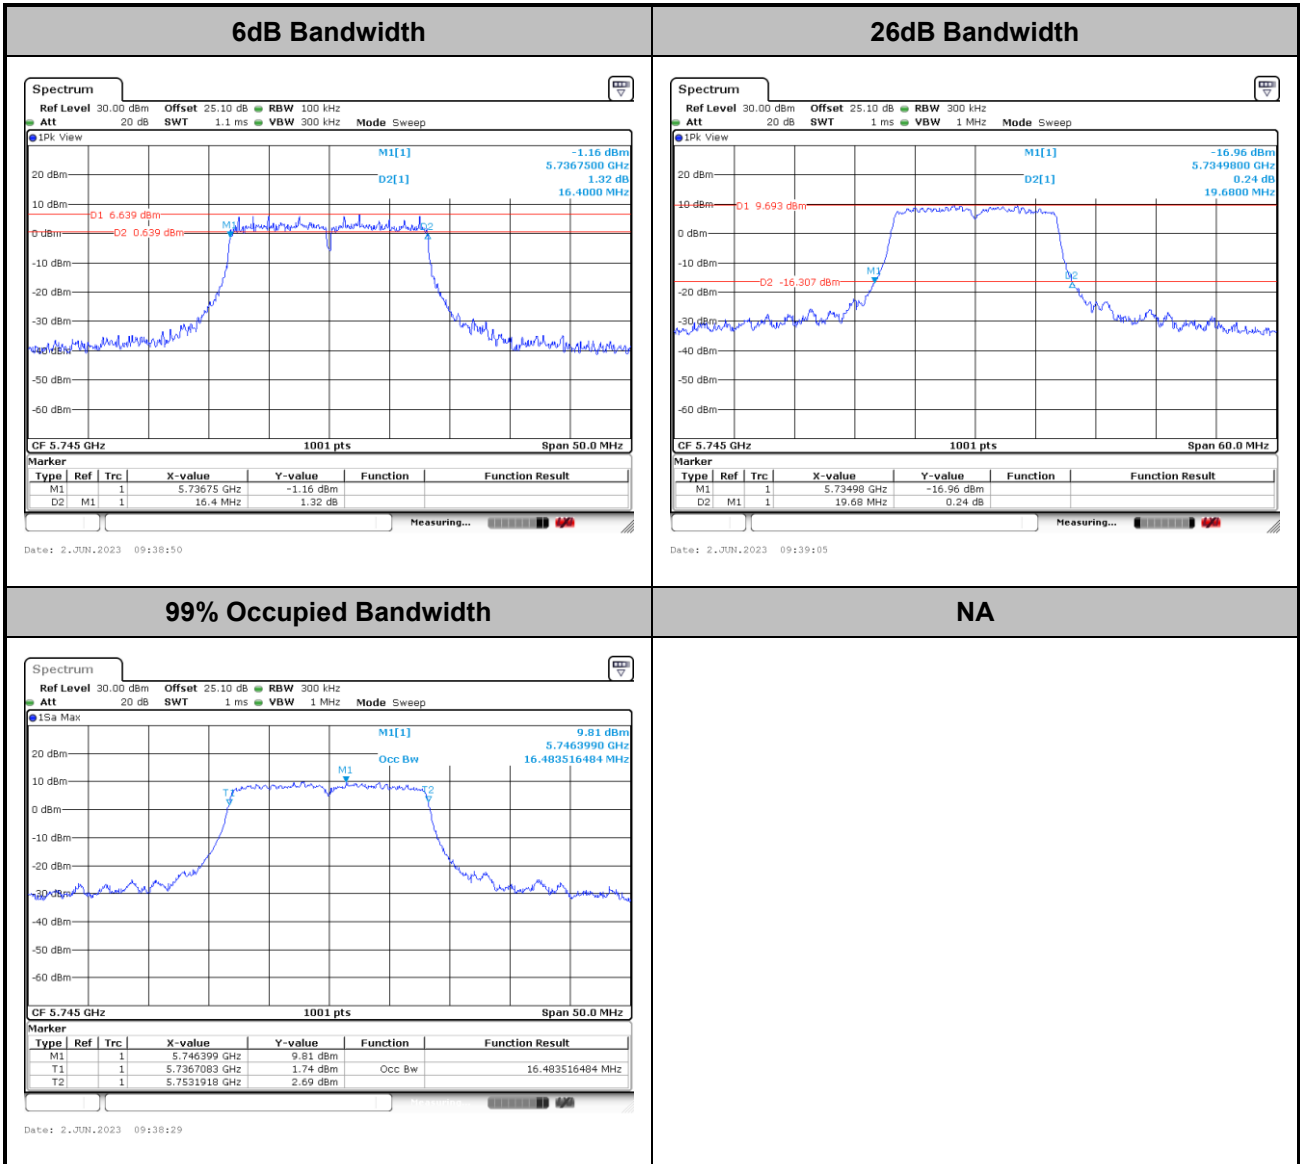 6dB Bandwidth
26dB Bandwidth
Spectrum
Ref Level 30.00 dBm Offset 25.10 dB RBW 100 kHz
Att 20 dB SWT 1.1 ms VBW 300 kHz Mode Sweep
1Pk View
M1[1] -1.16 dBm
5.7367500 GHz
D2[1] 1.32 dB
16.4000 MHz
20 dBm
10 dBm
D1 6.639 dBm
M1
D2
0 dBm
D2 0.639 dBm
-10 dBm
-20 dBm
-30 dBm
-40 dBm
-50 dBm
-60 dBm
CF 5.745 GHz 1001 pts Span 50.0 MHz
Marker
Type Ref Trc X-value Y-value Function Function Result
M1 1 5.73675 GHz -1.16 dBm
D2 M1 1 16.4 MHz 1.32 dB
Measuring...
Date: 2.JUN.2023 09:38:50
Spectrum
Ref Level 30.00 dBm Offset 25.10 dB RBW 300 kHz
Att 20 dB SWT 1 ms VBW 1 MHz Mode Sweep
1Pk View
M1[1] -16.96 dBm
5.7349800 GHz
D2[1] 0.24 dB
19.6800 MHz
20 dBm
10 dBm
D1 9.693 dBm
0 dBm
-10 dBm
M1
D2
D2 -16.307 dBm
-20 dBm
-30 dBm
-40 dBm
-50 dBm
-60 dBm
CF 5.745 GHz 1001 pts Span 60.0 MHz
Marker
Type Ref Trc X-value Y-value Function Function Result
M1 1 5.73498 GHz -16.96 dBm
D2 M1 1 19.68 MHz 0.24 dB
Measuring...
Date: 2.JUN.2023 09:39:05
99% Occupied Bandwidth
NA
Spectrum
Ref Level 30.00 dBm Offset 25.10 dB RBW 300 kHz
Att 20 dB SWT 1 ms VBW 1 MHz Mode Sweep
1Sa Max
M1[1] 9.81 dBm
5.7463990 GHz
Occ Bw 16.483516484 MHz
20 dBm
M1
10 dBm
T1
T2
0 dBm
-10 dBm
-20 dBm
-30 dBm
-40 dBm
-50 dBm
-60 dBm
CF 5.745 GHz 1001 pts Span 50.0 MHz
Marker
Type Ref Trc X-value Y-value Function Function Result
M1 1 5.746399 GHz 9.81 dBm
T1 1 5.7367083 GHz 1.74 dBm Occ Bw 16.483516484 MHz
T2 1 5.7531918 GHz 2.69 dBm
Measuring...
Date: 2.JUN.2023 09:38:29